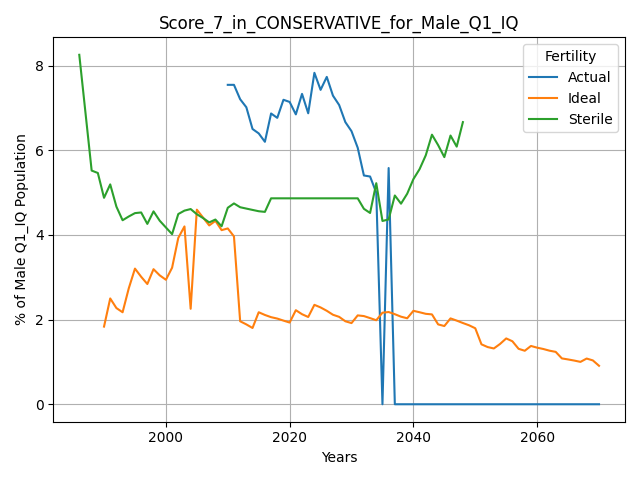 Score_7_in_CONSERVATIVE_for_Male_Q1_IQ
% of Male Q1_IQ Population
8
6
4
2
0
Fertility
Actual
Ideal
Sterile
2000
2020
2040
2060
Years